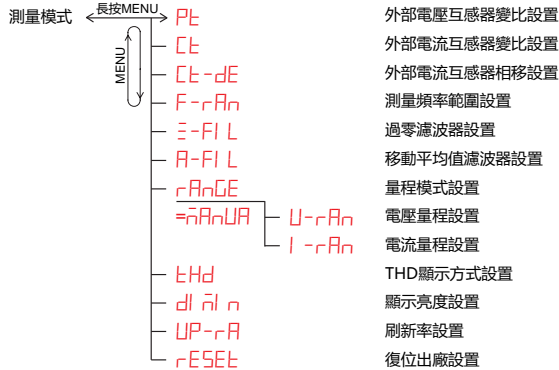 測量模式 長按MENU Pt 外部電壓互感器變比設置
MENU
Ct 外部電流互感器變比設置
Ct-dE 外部電流互感器相移設置
F-rAn 測量頻率範圍設置
Ξ-FIL 過零濾波器設置
A-FIL 移動平均值濾波器設置
rAnGE 量程模式設置
=mAnUA U-rAn 電壓量程設置
I-rAn 電流量程設置
tHd THD顯示方式設置
dImIn 顯示亮度設置
UP-rA 刷新率設置
rESEt 復位出廠設置